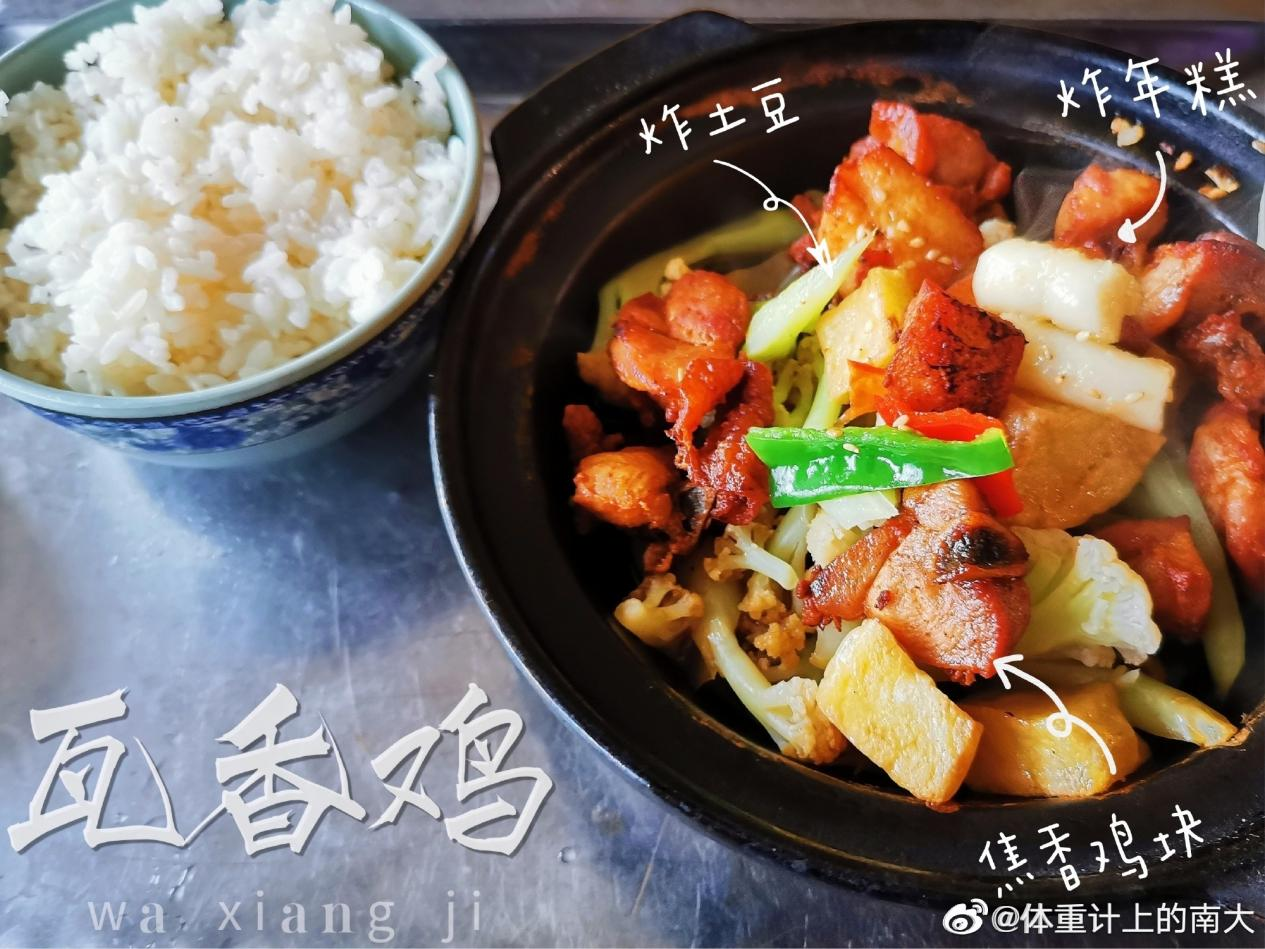 炸土豆
炸年糕
瓦香鸡
wa xiang ji
焦香鸡块
@体重计上的南大